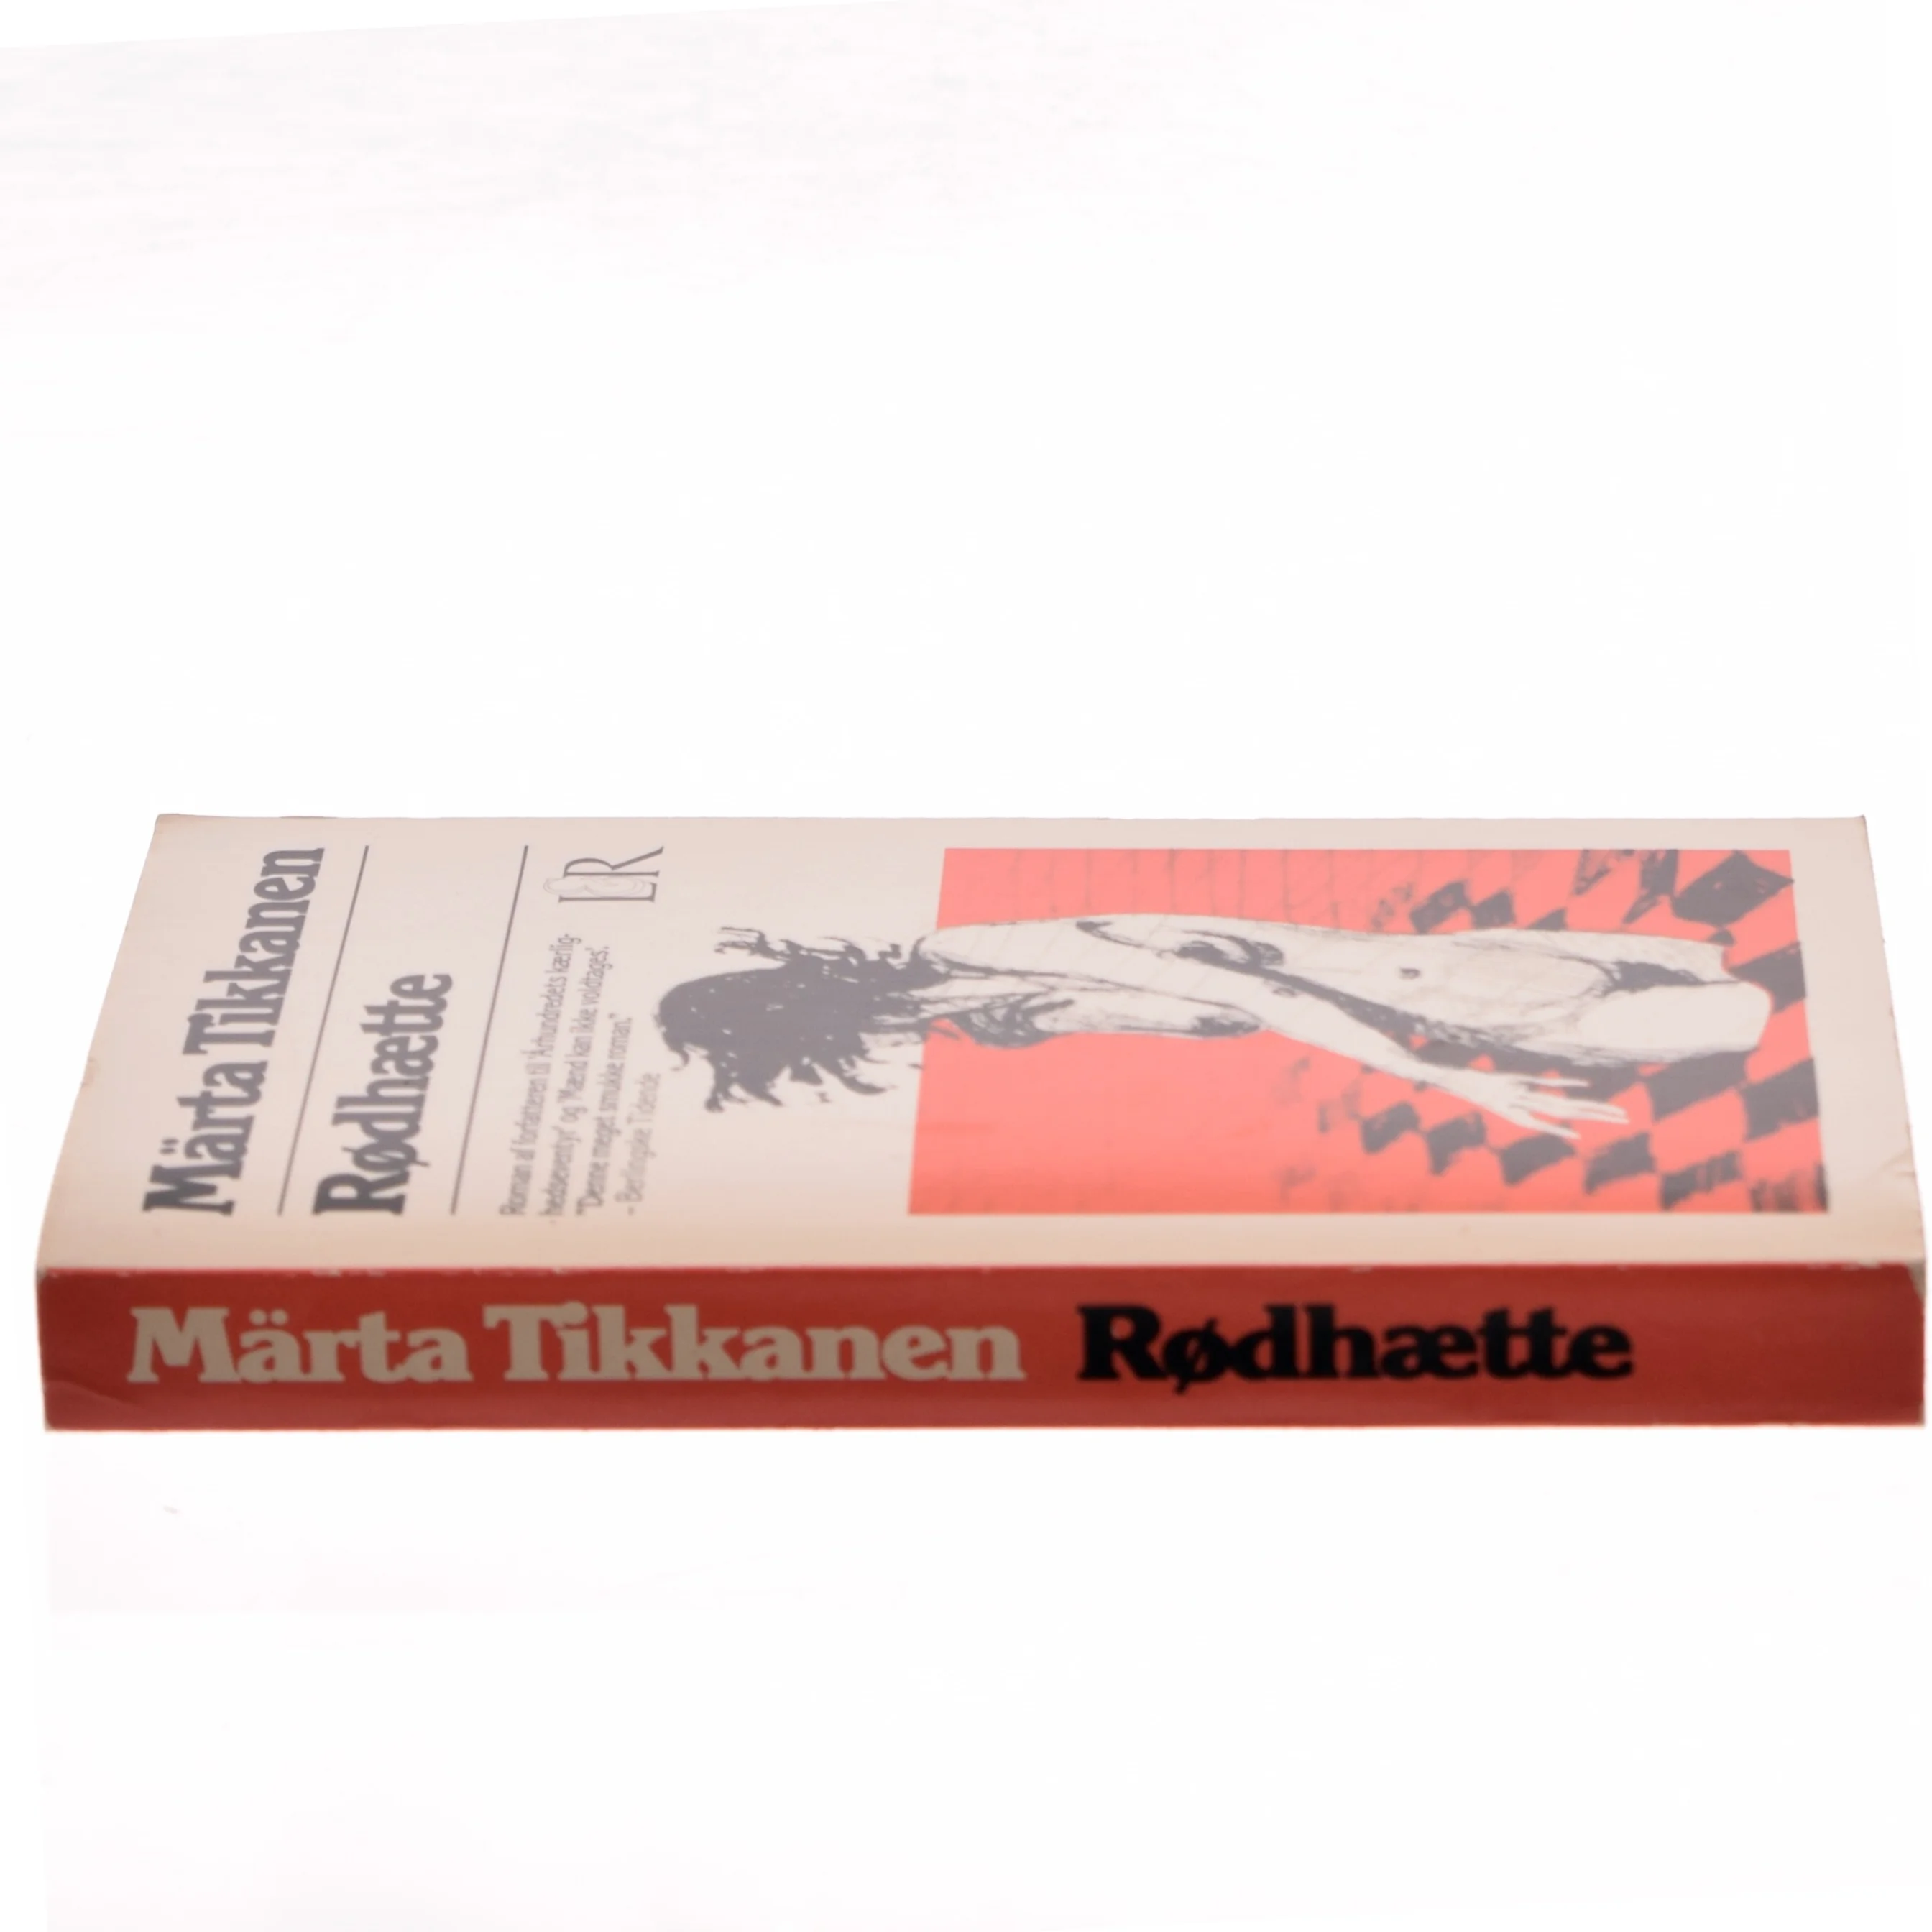 Märta Tikkanen
Rødhætte
Roman af forfatteren til 'Århundredets kærlig-
hedseventyr' og 'Mænd kan ikke voldtages'.
"Denne meget smukke roman."
– Berlingske Tidende
LR
Märta Tikkanen Rødhætte